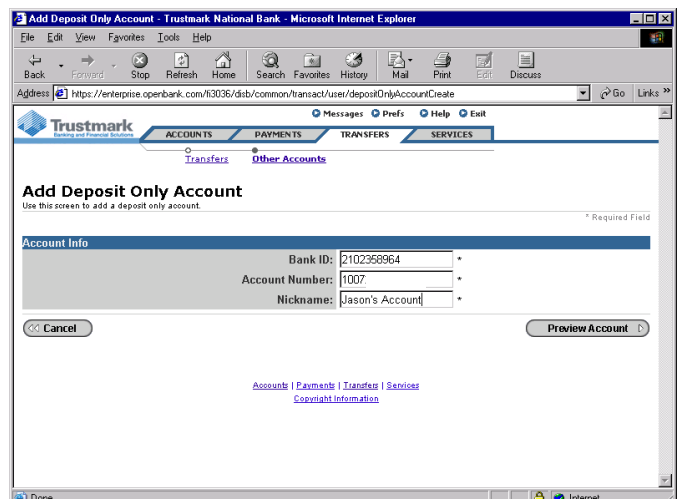 Add Deposit Only Account - Trustmark National Bank - Microsoft Internet Explorer
File Edit View Favorites Tools Help
Back Forward Stop Refresh Home Search Favorites History Mail Print Edit Discuss
Address https://enterprise.openbank.com/fi3036/disb/common/transact/user/depositOnlyAccountCreate Go Links »
Messages Prefs Help Exit
Trustmark
Banking and Financial Solutions
ACCOUNTS PAYMENTS TRANSFERS SERVICES
Transfers Other Accounts
Add Deposit Only Account
Use this screen to add a deposit only account.
* Required Field
Account Info
Bank ID: 2102358964 *
Account Number: 1007 *
Nickname: Jason's Account *
Cancel Preview Account
Accounts | Payments | Transfers | Services
Copyright Information
Done Internet